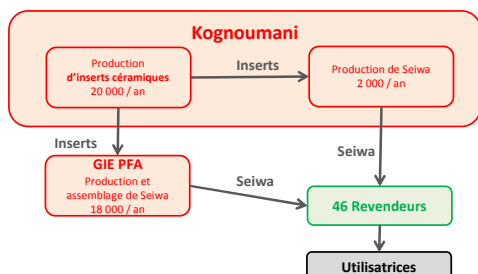 Kognoumani
Production
d'inserts céramiques
20 000 / an
Inserts
Production de Seiwa
2 000 / an
Inserts
Seiwa
GIE PFA
Production et
assemblage de Seiwa
18 000 / an
Seiwa
46 Revendeurs
Utilisatrices